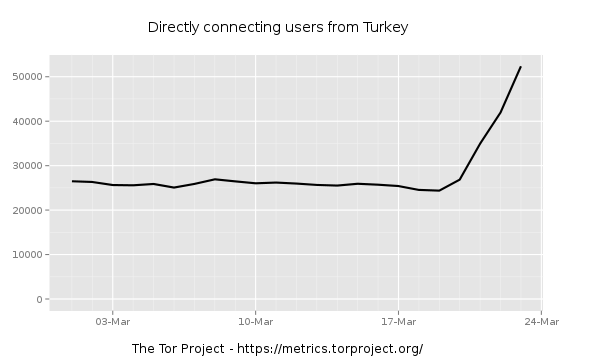 Directly connecting users from Turkey
50000
40000
30000
20000
10000
0
03-Mar 10-Mar 17-Mar 24-Mar
The Tor Project - https://metrics.torproject.org/